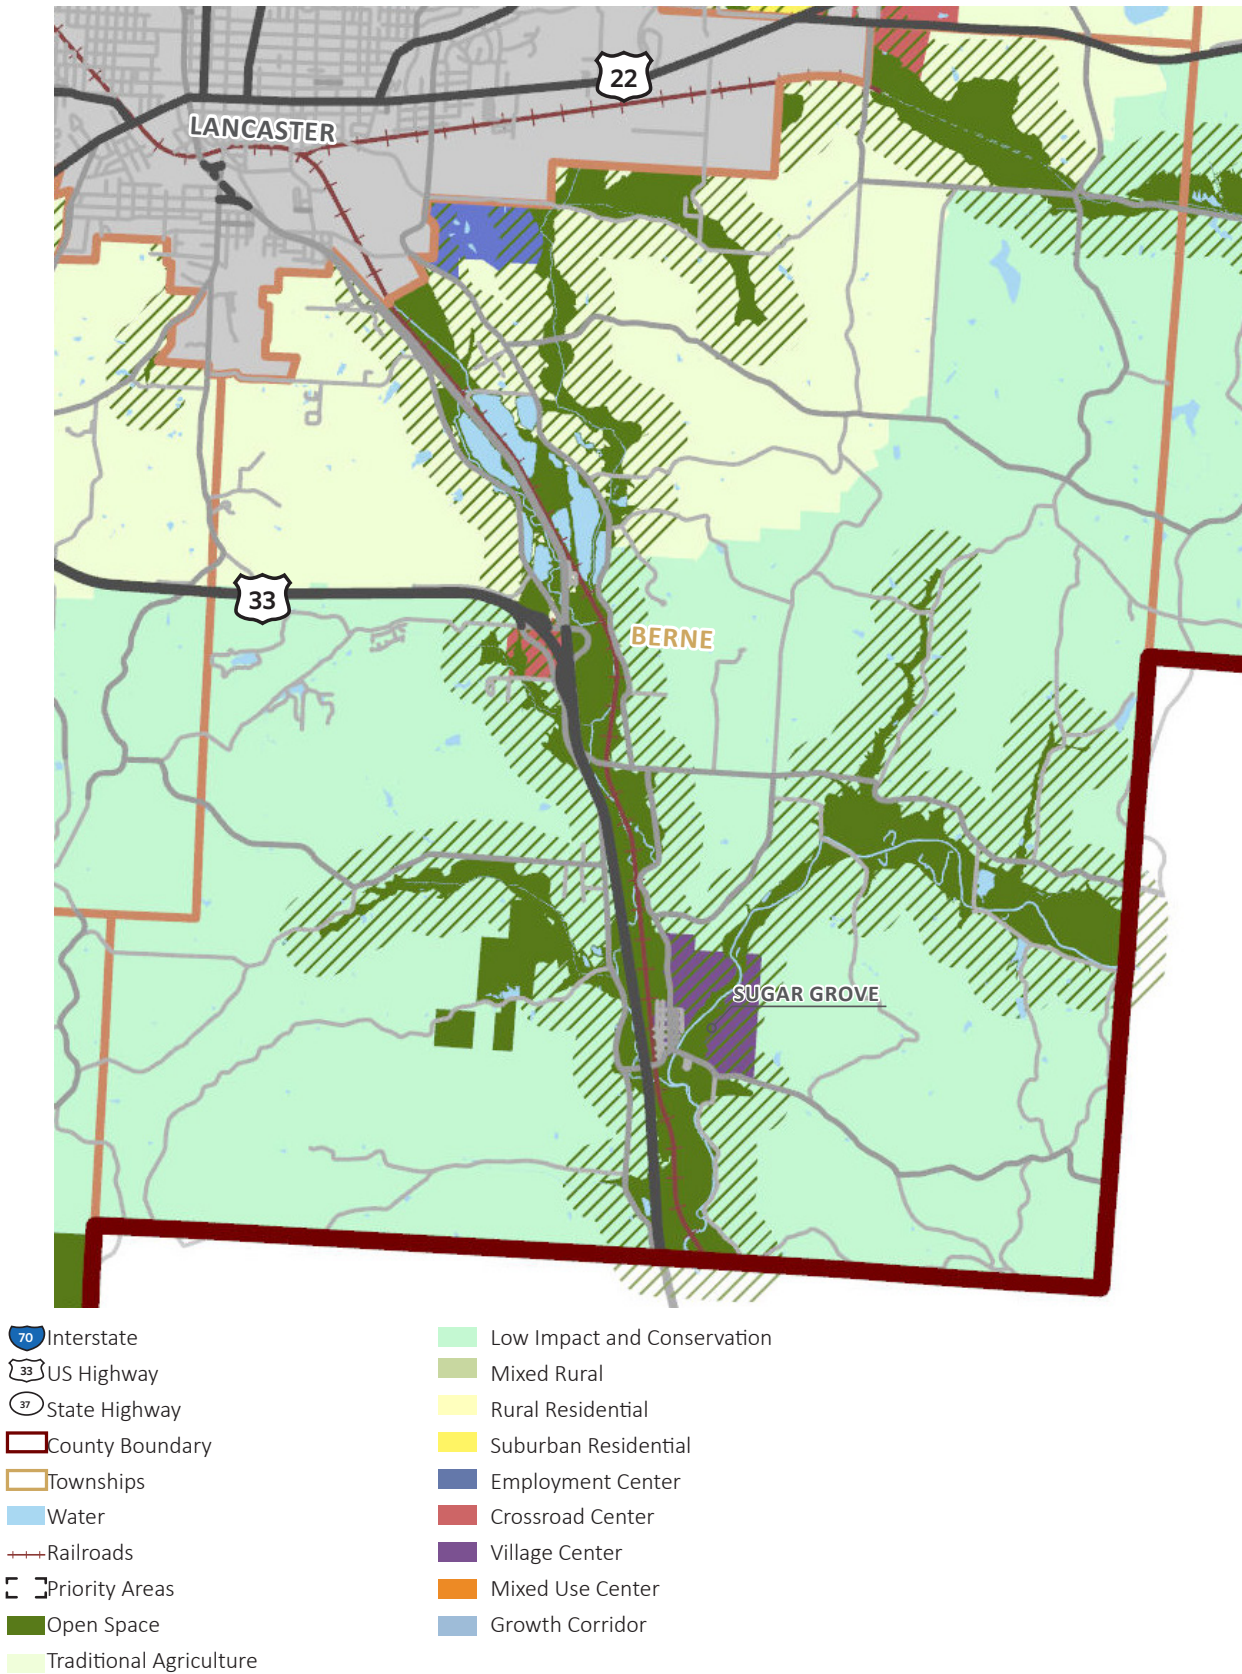 22
LANCASTER
33
BERNE
SUGAR GROVE
70 Interstate
33 US Highway
37 State Highway
County Boundary
Townships
Water
Railroads
Priority Areas
Open Space
Traditional Agriculture
Low Impact and Conservation
Mixed Rural
Rural Residential
Suburban Residential
Employment Center
Crossroad Center
Village Center
Mixed Use Center
Growth Corridor